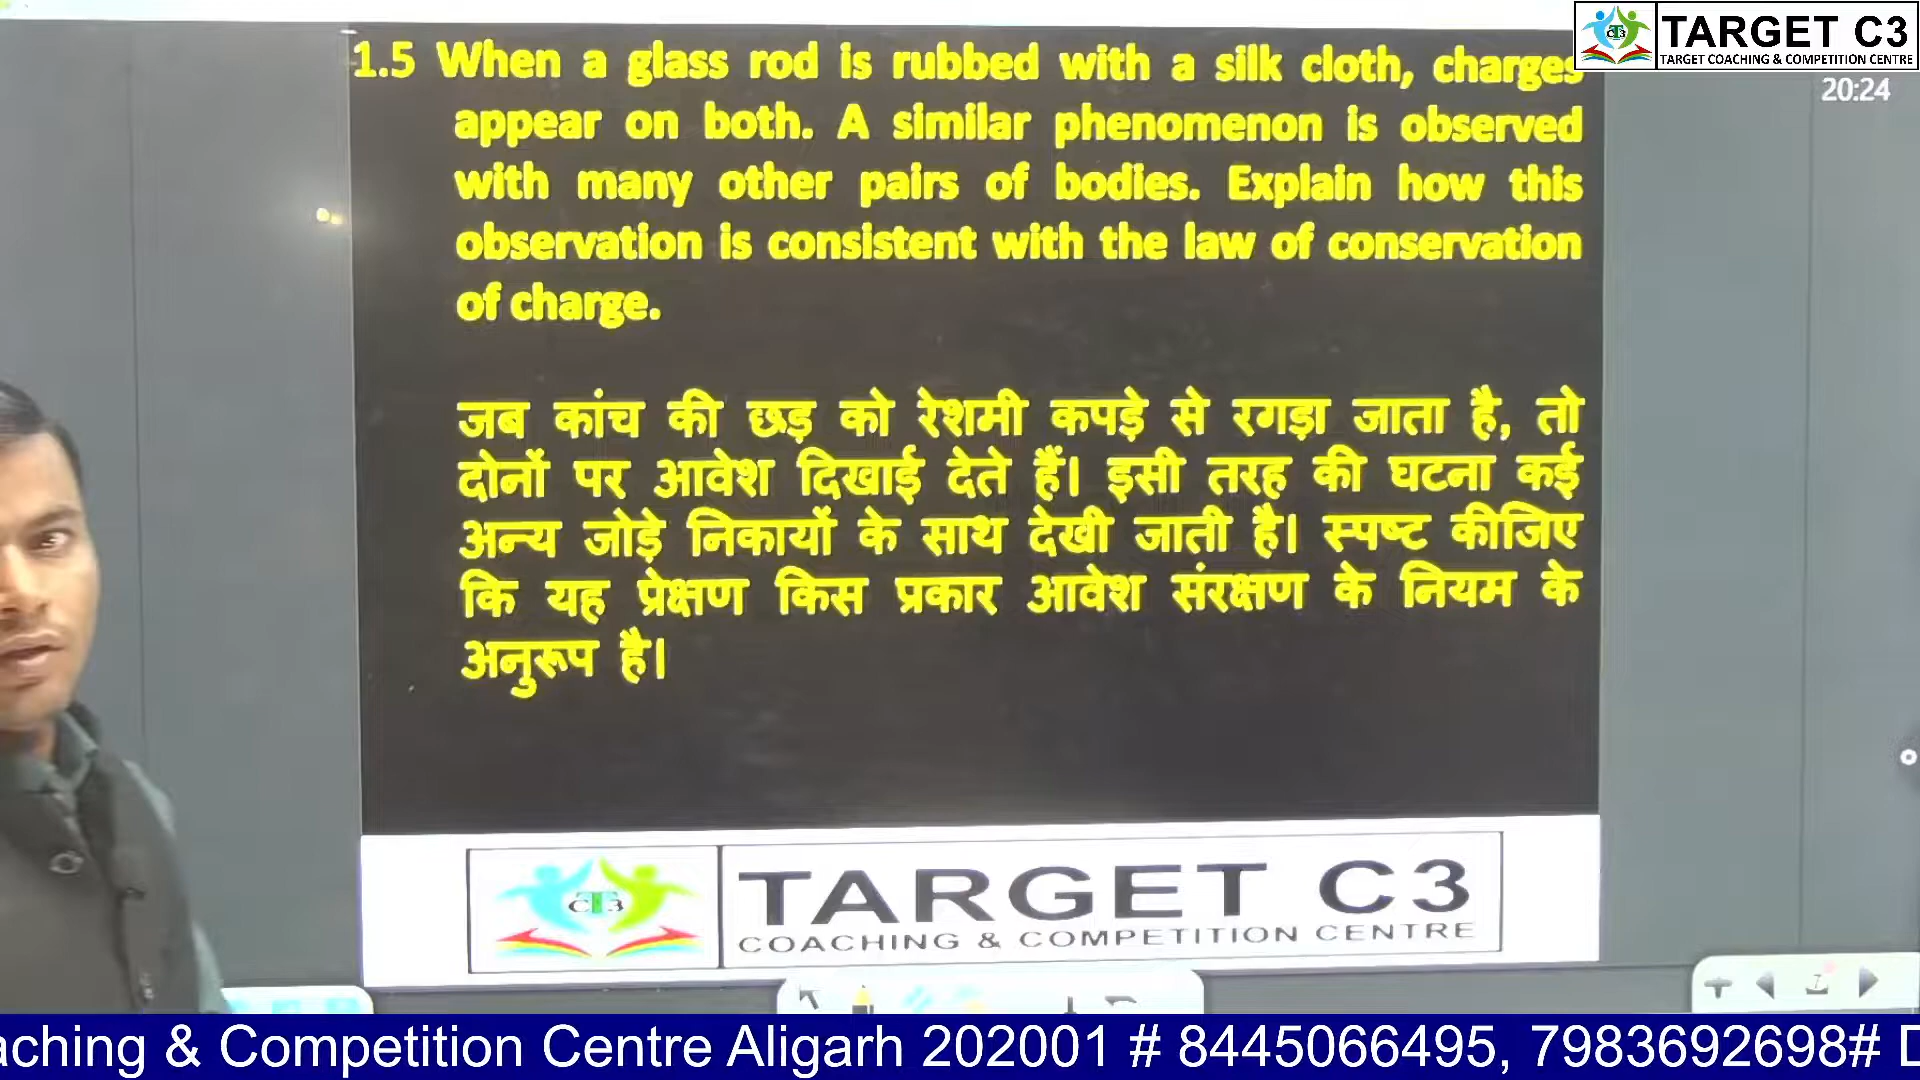 TARGET C3
TARGET COACHING & COMPETITION CENTRE
20:24
1.5 When a glass rod is rubbed with a silk cloth, charges
appear on both. A similar phenomenon is observed
with many other pairs of bodies. Explain how this
observation is consistent with the law of conservation
of charge.
जब कांच की छड़ को रेशमी कपड़े से रगड़ा जाता है, तो
दोनों पर आवेश दिखाई देते हैं। इसी तरह की घटना कई
अन्य जोड़े निकायों के साथ देखी जाती है। स्पष्ट कीजिए
कि यह प्रेक्षण किस प्रकार आवेश संरक्षण के नियम के
अनुरूप है।
CT3
TARGET C3
COACHING & COMPETITION CENTRE
aching & Competition Centre Aligarh 202001 # 8445066495, 7983692698# D